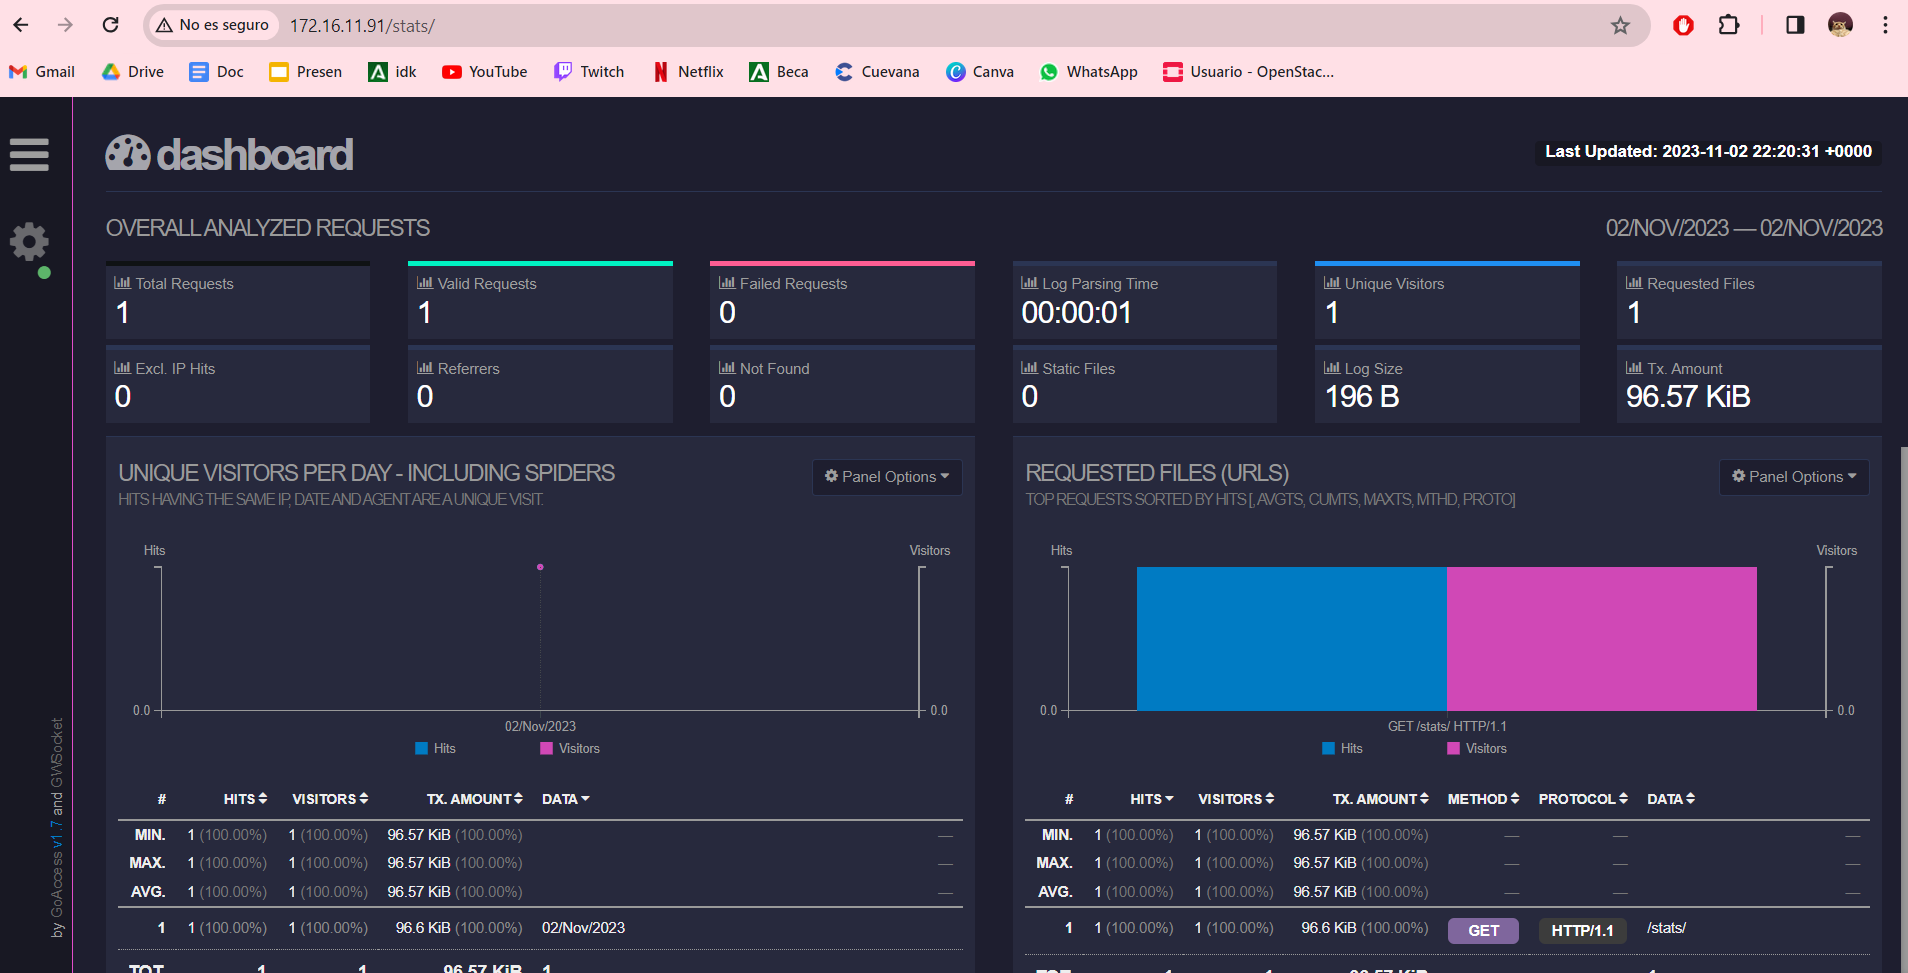 No es seguro 172.16.11.91/stats/
Gmail Drive Doc Presen idk YouTube Twitch Netflix Beca Cuevana Canva WhatsApp Usuario - OpenStac...
dashboard
Last Updated: 2023-11-02 22:20:31 +0000
OVERALL ANALYZED REQUESTS
02/NOV/2023 — 02/NOV/2023
Total Requests
1
Valid Requests
1
Failed Requests
0
Log Parsing Time
00:00:01
Unique Visitors
1
Requested Files
1
Excl. IP Hits
0
Referrers
0
Not Found
0
Static Files
0
Log Size
196 B
Tx. Amount
96.57 KiB
UNIQUE VISITORS PER DAY - INCLUDING SPIDERS
Panel Options
HITS HAVING THE SAME IP, DATE AND AGENT ARE A UNIQUE VISIT.
Hits Visitors
0.0 0.0
02/Nov/2023
Hits Visitors
# HITS VISITORS TX. AMOUNT DATA
MIN. 1 (100.00%) 1 (100.00%) 96.57 KiB (100.00%) —
MAX. 1 (100.00%) 1 (100.00%) 96.57 KiB (100.00%) —
AVG. 1 (100.00%) 1 (100.00%) 96.57 KiB (100.00%) —
1 1 (100.00%) 1 (100.00%) 96.6 KiB (100.00%) 02/Nov/2023
TOT. 1 1 96.57 KiB 1
REQUESTED FILES (URLS)
Panel Options
TOP REQUESTS SORTED BY HITS [, AVGTS, CUMTS, MAXTS, MTHD, PROTO]
Hits Visitors
0.0 0.0
GET /stats/ HTTP/1.1
Hits Visitors
# HITS VISITORS TX. AMOUNT METHOD PROTOCOL DATA
MIN. 1 (100.00%) 1 (100.00%) 96.57 KiB (100.00%) — — —
MAX. 1 (100.00%) 1 (100.00%) 96.57 KiB (100.00%) — — —
AVG. 1 (100.00%) 1 (100.00%) 96.57 KiB (100.00%) — — —
1 1 (100.00%) 1 (100.00%) 96.6 KiB (100.00%) GET HTTP/1.1 /stats/
TOT. 1 1 96.57 KiB 1
by GoAccess v1.7 and GWSocket